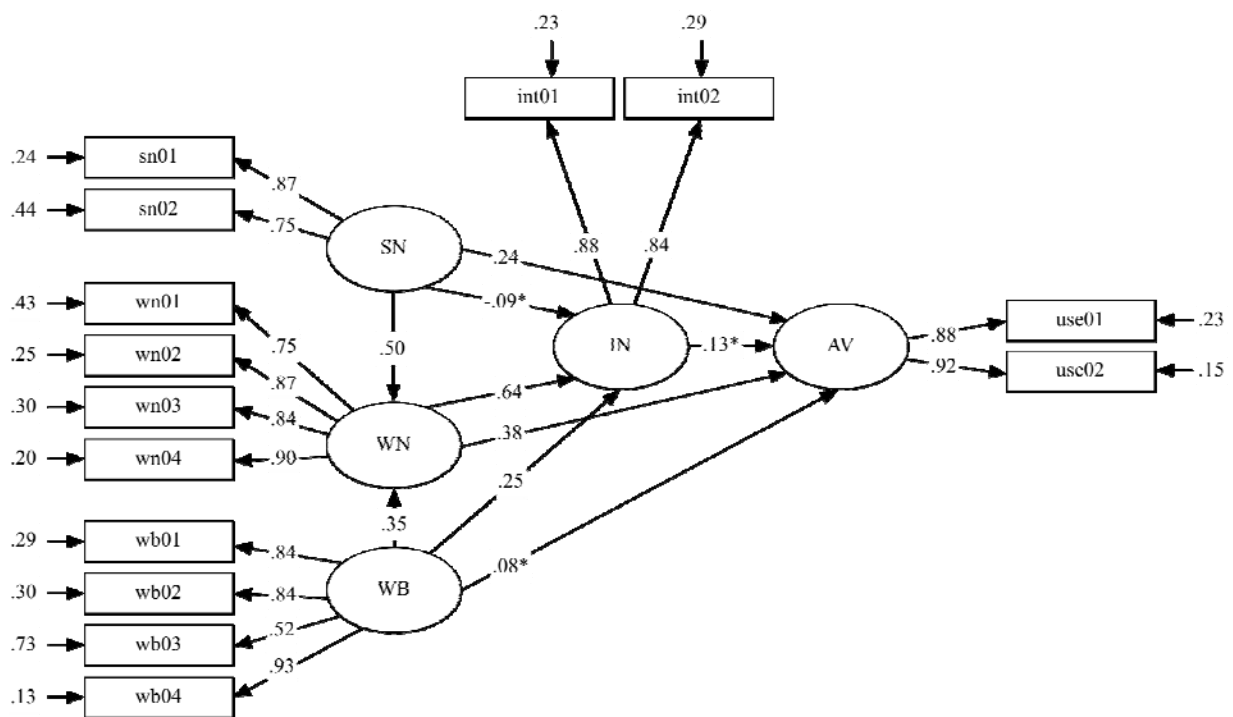 .23 .29
int01 int02
.24 sn01 .87
.44 sn02 .75
SN .24
-.09*
.88 .84
.43 wn01 .75
.25 wn02 .87
.30 wn03 .84
.20 wn04 .90
.50
IN .13* AV
.88 use01 .23
.92 use02 .15
WN .64
.38
.25
.35
.29 wb01 .84
.30 wb02 .84
.73 wb03 .52
.13 wb04 .93
WB .08*